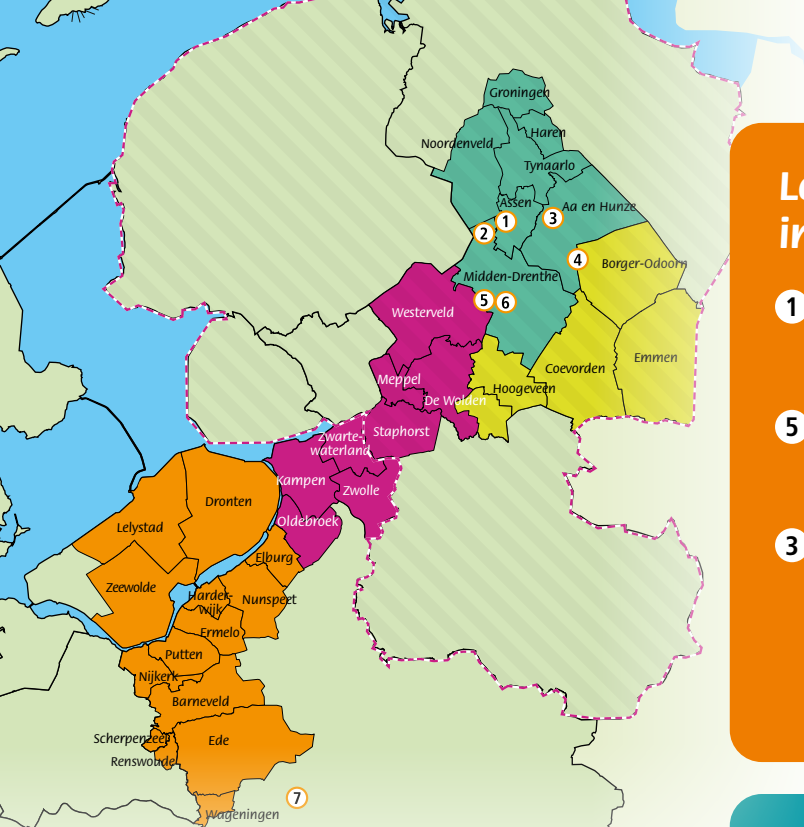 Groningen
Haren
Noordenveld
Tynaarlo
Assen
Aa en Hunze
1
3
2
4
Borger-Odoorn
Midden-Drenthe
5
6
Westerveld
Emmen
Coevorden
Meppel
Hoogeveen
De Wolden
Staphorst
Zwarte-
waterland
Kampen
Zwolle
Oldebroek
Dronten
Lelystad
Elburg
Zeewolde
Harder-
wijk
Nunspeet
Ermelo
Putten
Nijkerk
Barneveld
Scherpenzeel
Ede
Renswoude
7
Wageningen
1
5
3